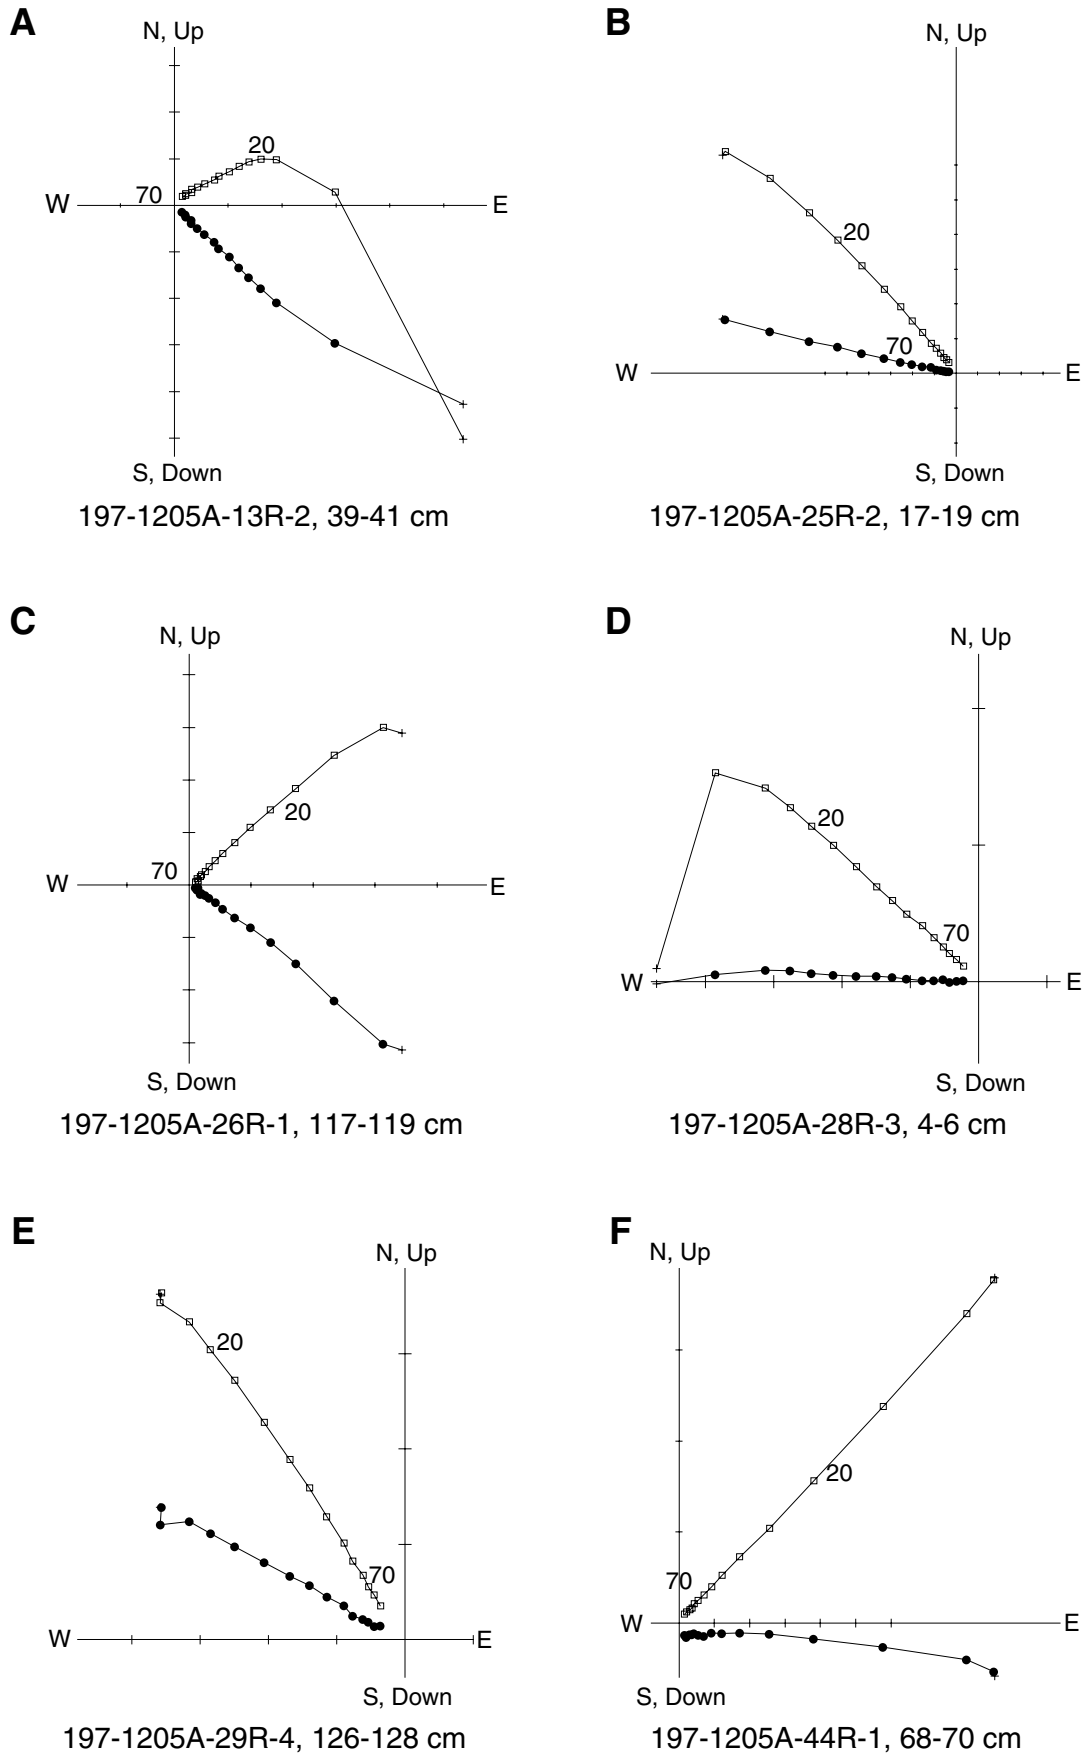 A
N, Up
20
70
W
E
S, Down
197-1205A-13R-2, 39-41 cm
B
N, Up
20
70
W
E
S, Down
197-1205A-25R-2, 17-19 cm
C
N, Up
20
70
W
E
S, Down
197-1205A-26R-1, 117-119 cm
D
N, Up
20
70
W
E
S, Down
197-1205A-28R-3, 4-6 cm
E
N, Up
20
70
W
E
S, Down
197-1205A-29R-4, 126-128 cm
F
N, Up
20
70
W
E
S, Down
197-1205A-44R-1, 68-70 cm